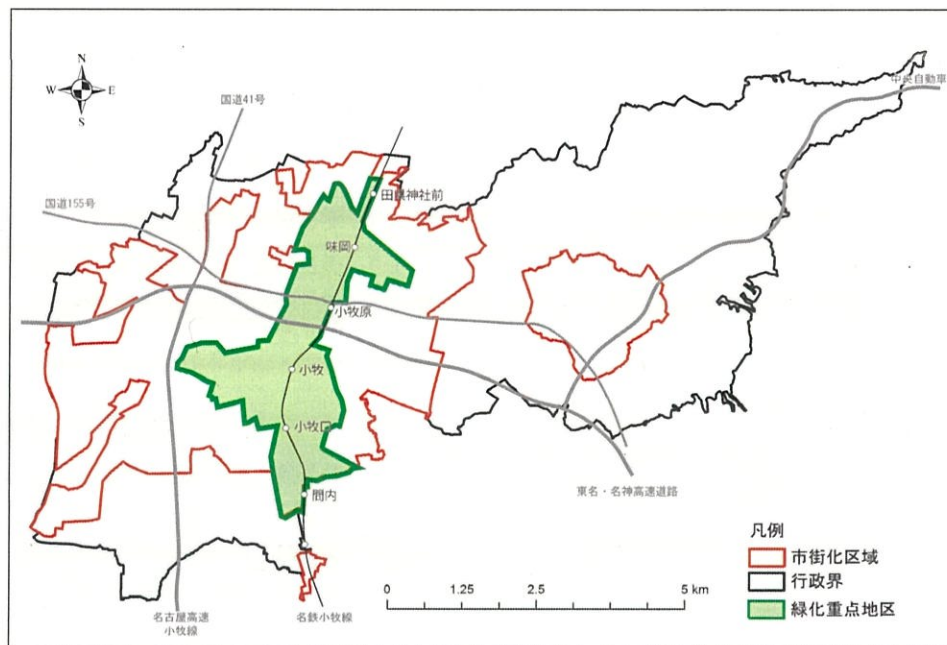 N
W E
S
中央自動車
国道41号
国道155号
田県神社前
味岡
小牧原
小牧
小牧口
間内
東名・名神高速道路
名古屋高速
小牧線
名鉄小牧線
凡例
市街化区域
行政界
緑化重点地区
0 1.25 2.5 5 km